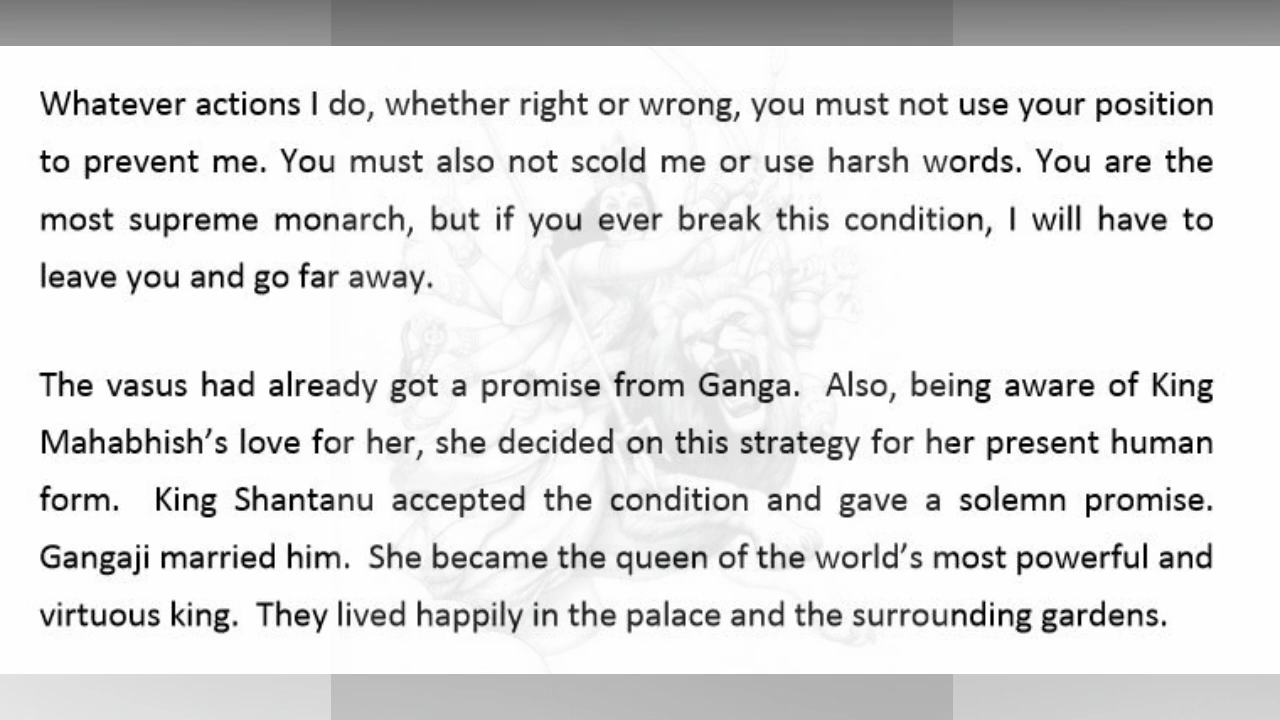 Whatever actions I do, whether right or wrong, you must not use your position
to prevent me. You must also not scold me or use harsh words. You are the
most supreme monarch, but if you ever break this condition, I will have to
leave you and go far away.
The vasus had already got a promise from Ganga.  Also, being aware of King
Mahabhish’s love for her, she decided on this strategy for her present human
form.  King Shantanu accepted the condition and gave a solemn promise.
Gangaji married him.  She became the queen of the world’s most powerful and
virtuous king.  They lived happily in the palace and the surrounding gardens.